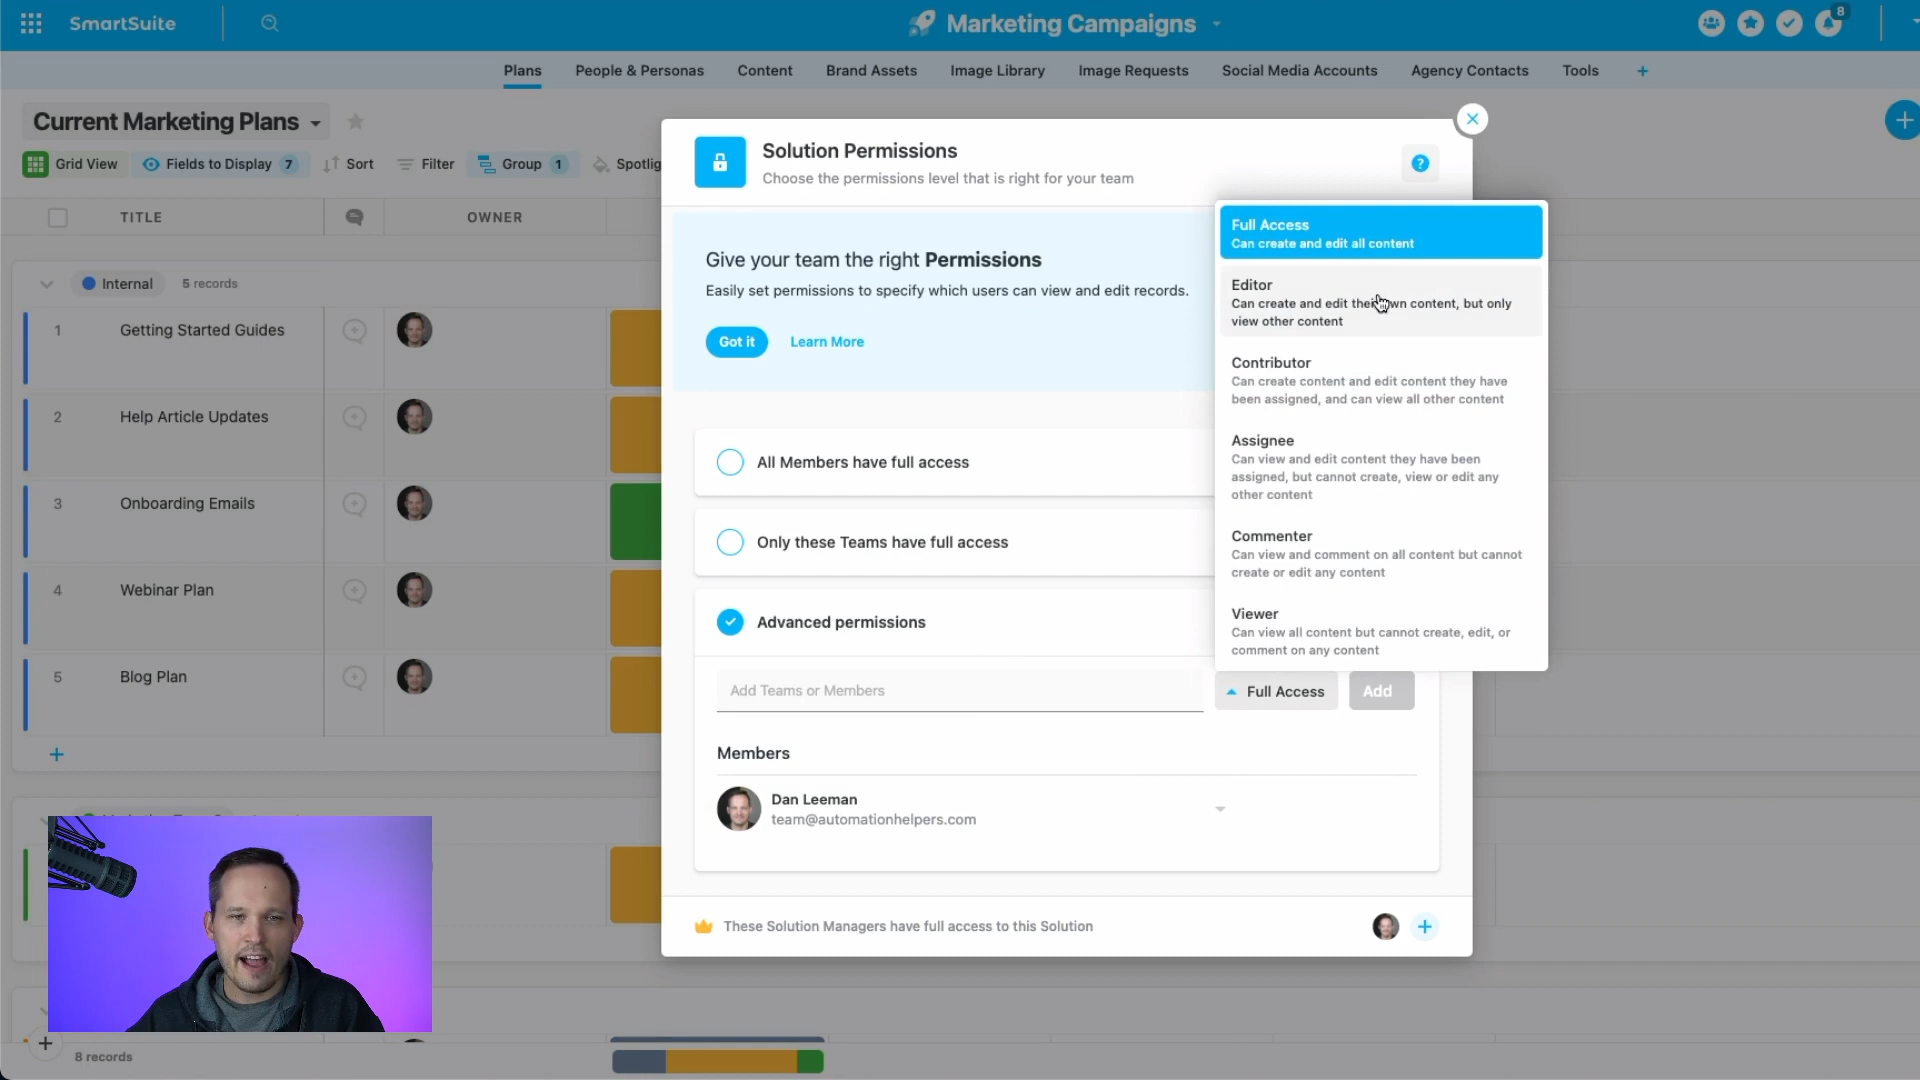 SmartSuite
Marketing Campaigns
8
Plans
People & Personas
Content
Brand Assets
Image Library
Image Requests
Social Media Accounts
Agency Contacts
Tools
Current Marketing Plans
Grid View
Fields to Display 7
Sort
Filter
Group 1
Spotlig
TITLE
OWNER
Internal 5 records
1 Getting Started Guides
2 Help Article Updates
3 Onboarding Emails
4 Webinar Plan
5 Blog Plan
8 records
Solution Permissions
Choose the permissions level that is right for your team
?
Give your team the right Permissions
Easily set permissions to specify which users can view and edit records.
Got it
Learn More
All Members have full access
Only these Teams have full access
Advanced permissions
Full Access
Can create and edit all content
Editor
Can create and edit their own content, but only
view other content
Contributor
Can create content and edit content they have
been assigned, and can view all other content
Assignee
Can view and edit content they have been
assigned, but cannot create, view or edit any
other content
Commenter
Can view and comment on all content but cannot
create or edit any content
Viewer
Can view all content but cannot create, edit, or
comment on any content
Add Teams or Members
Full Access
Add
Members
Dan Leeman
team@automationhelpers.com
These Solution Managers have full access to this Solution